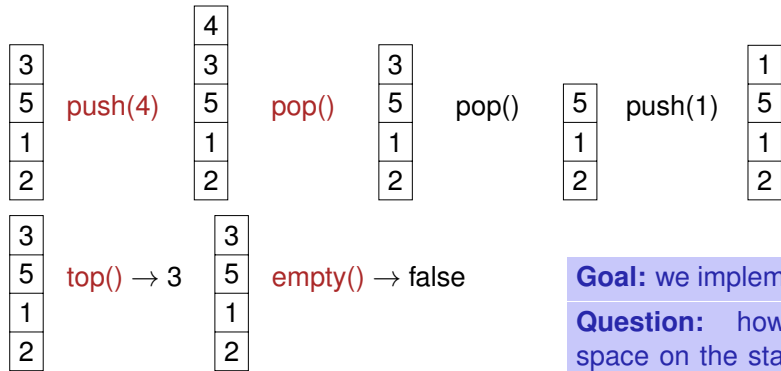 4
3 3 3 1
5 push(4) 5 pop() 5 pop() 5 push(1) 5
1 1 1 1 1
2 2 2 2 2
3 3
5 top() → 3 5 empty() → false
1 1
2 2
Goal: we implem
Question: how
space on the sta